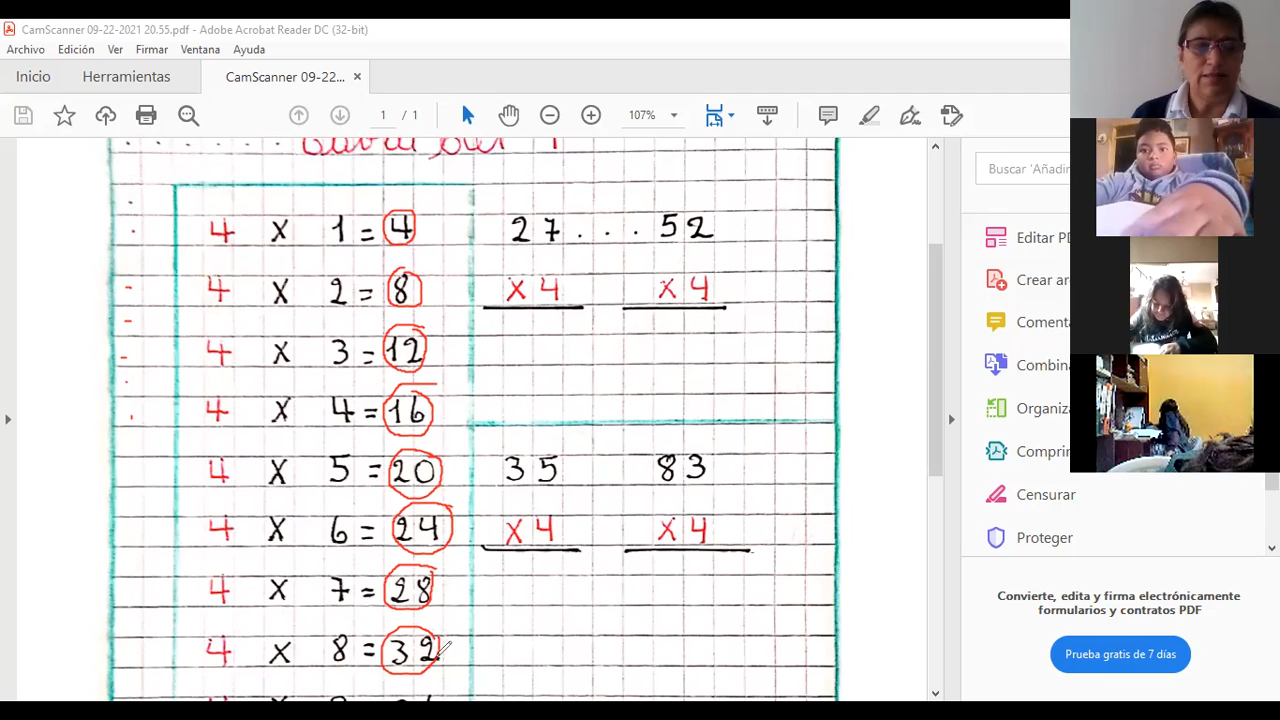 CamScanner 09-22-2021 20.55.pdf - Adobe Acrobat Reader DC (32-bit)
Archivo Edición Ver Firmar Ventana Ayuda
Inicio Herramientas CamScanner 09-22... ×
1 / 1 107%
4 X 1 = 4
4 X 2 = 8
4 X 3 = 12
4 X 4 = 16
4 X 5 = 20
4 X 6 = 24
4 X 7 = 28
4 X 8 = 32
27 . . . 52
x 4 x 4
35 83
x 4 x 4
Buscar 'Añadir
Editar PD
Crear ar
Comenta
Combina
Organiza
Comprim
Censurar
Proteger
Convierte, edita y firma electrónicamente
formularios y contratos PDF
Prueba gratis de 7 días